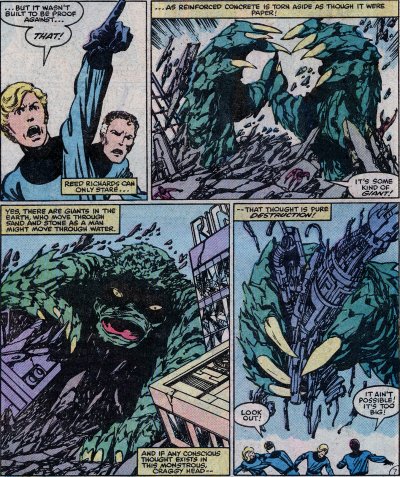 ...BUT IT WASN'T
BUILT TO BE PROOF
AGAINST...
THAT!
REED RICHARDS CAN
ONLY STARE...
...AS REINFORCED CONCRETE IS TORN ASIDE AS THOUGH IT WERE
PAPER!
IT'S SOME
KIND OF
GIANT!
YES, THERE ARE GIANTS IN THE
EARTH, WHO MOVE THROUGH
SAND AND STONE AS A MAN
MIGHT MOVE THROUGH WATER.
AND IF ANY CONSCIOUS
THOUGHT EXISTS IN
THIS MONSTROUS,
CRAGGY HEAD--
--THAT THOUGHT IS PURE
DESTRUCTION!
LOOK
OUT!
IT AIN'T
POSSIBLE!
IT'S TOO
BIG!
7